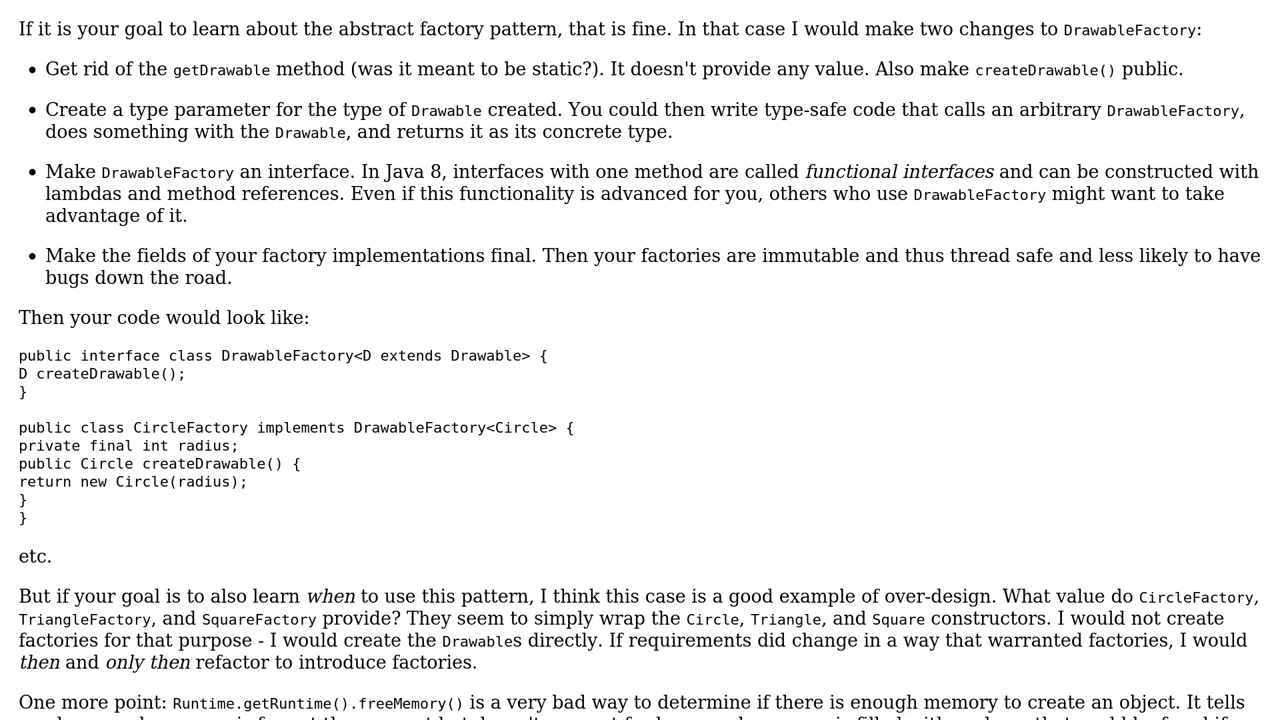 If it is your goal to learn about the abstract factory pattern, that is fine. In that case I would make two changes to DrawableFactory:
• Get rid of the getDrawable method (was it meant to be static?). It doesn't provide any value. Also make createDrawable() public.
• Create a type parameter for the type of Drawable created. You could then write type-safe code that calls an arbitrary DrawableFactory,
does something with the Drawable, and returns it as its concrete type.
• Make DrawableFactory an interface. In Java 8, interfaces with one method are called functional interfaces and can be constructed with
lambdas and method references. Even if this functionality is advanced for you, others who use DrawableFactory might want to take
advantage of it.
• Make the fields of your factory implementations final. Then your factories are immutable and thus thread safe and less likely to have
bugs down the road.
Then your code would look like:
public interface class DrawableFactory<D extends Drawable> {
D createDrawable();
}
public class CircleFactory implements DrawableFactory<Circle> {
private final int radius;
public Circle createDrawable() {
return new Circle(radius);
}
}
etc.
But if your goal is to also learn when to use this pattern, I think this case is a good example of over-design. What value do CircleFactory,
TriangleFactory, and SquareFactory provide? They seem to simply wrap the Circle, Triangle, and Square constructors. I would not create
factories for that purpose - I would create the Drawables directly. If requirements did change in a way that warranted factories, I would
then and only then refactor to introduce factories.
One more point: Runtime.getRuntime().freeMemory() is a very bad way to determine if there is enough memory to create an object. It tells